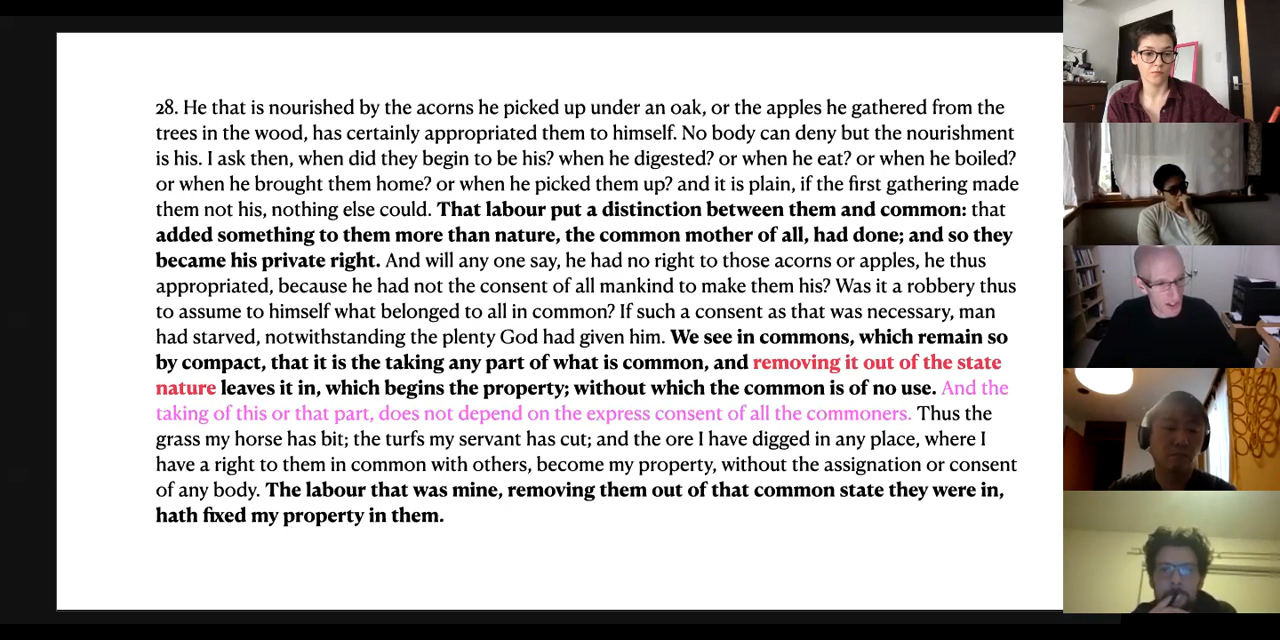 28. He that is nourished by the acorns he picked up under an oak, or the apples he gathered from the
trees in the wood, has certainly appropriated them to himself. No body can deny but the nourishment
is his. I ask then, when did they begin to be his? when he digested? or when he eat? or when he boiled?
or when he brought them home? or when he picked them up? and it is plain, if the first gathering made
them not his, nothing else could. That labour put a distinction between them and common: that
added something to them more than nature, the common mother of all, had done; and so they
became his private right. And will any one say, he had no right to those acorns or apples, he thus
appropriated, because he had not the consent of all mankind to make them his? Was it a robbery thus
to assume to himself what belonged to all in common? If such a consent as that was necessary, man
had starved, notwithstanding the plenty God had given him. We see in commons, which remain so
by compact, that it is the taking any part of what is common, and removing it out of the state
nature leaves it in, which begins the property; without which the common is of no use. And the
taking of this or that part, does not depend on the express consent of all the commoners. Thus the
grass my horse has bit; the turfs my servant has cut; and the ore I have digged in any place, where I
have a right to them in common with others, become my property, without the assignation or consent
of any body. The labour that was mine, removing them out of that common state they were in,
hath fixed my property in them.